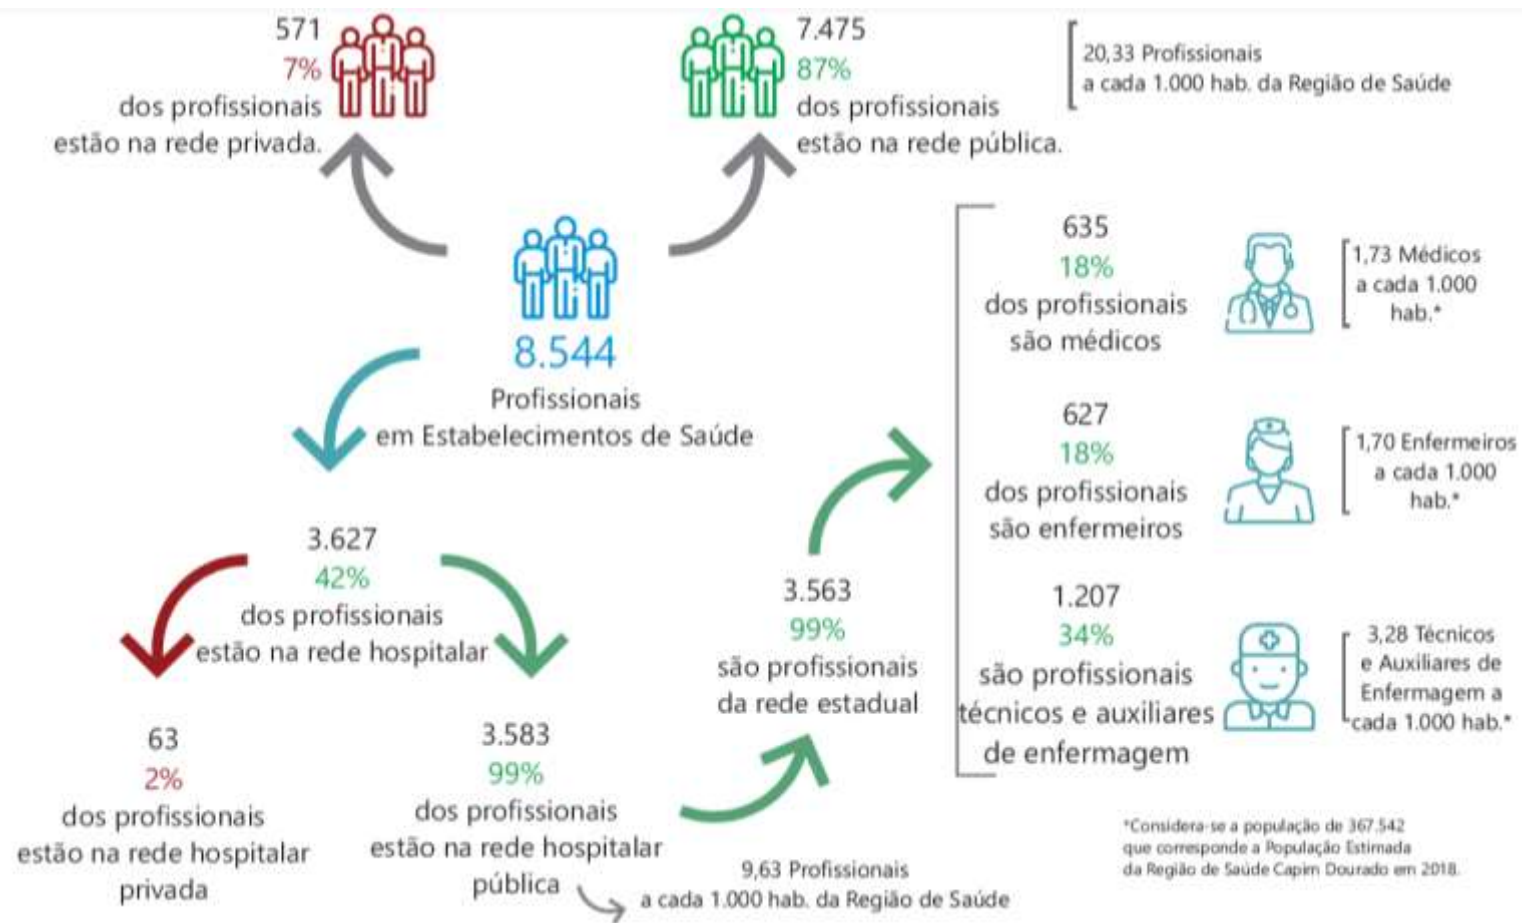 571
7%
dos profissionais
estão na rede privada.
7.475
87%
dos profissionais
estão na rede pública.
20,33 Profissionais
a cada 1.000 hab. da Região de Saúde
8.544
Profissionais
em Estabelecimentos de Saúde
3.627
42%
dos profissionais
estão na rede hospitalar
63
2%
dos profissionais
estão na rede hospitalar
privada
3.583
99%
dos profissionais
estão na rede hospitalar
pública
9,63 Profissionais
a cada 1.000 hab. da Região de Saúde
3.563
99%
são profissionais
da rede estadual
635
18%
dos profissionais
são médicos
1,73 Médicos
a cada 1.000
hab.*
627
18%
dos profissionais
são enfermeiros
1,70 Enfermeiros
a cada 1.000
hab.*
1.207
34%
são profissionais
técnicos e auxiliares
de enfermagem
3,28 Técnicos
e Auxiliares de
Enfermagem a
cada 1.000 hab.*
*Considera-se a população de 367.542
que corresponde a População Estimada
da Região de Saúde Capim Dourado em 2018.